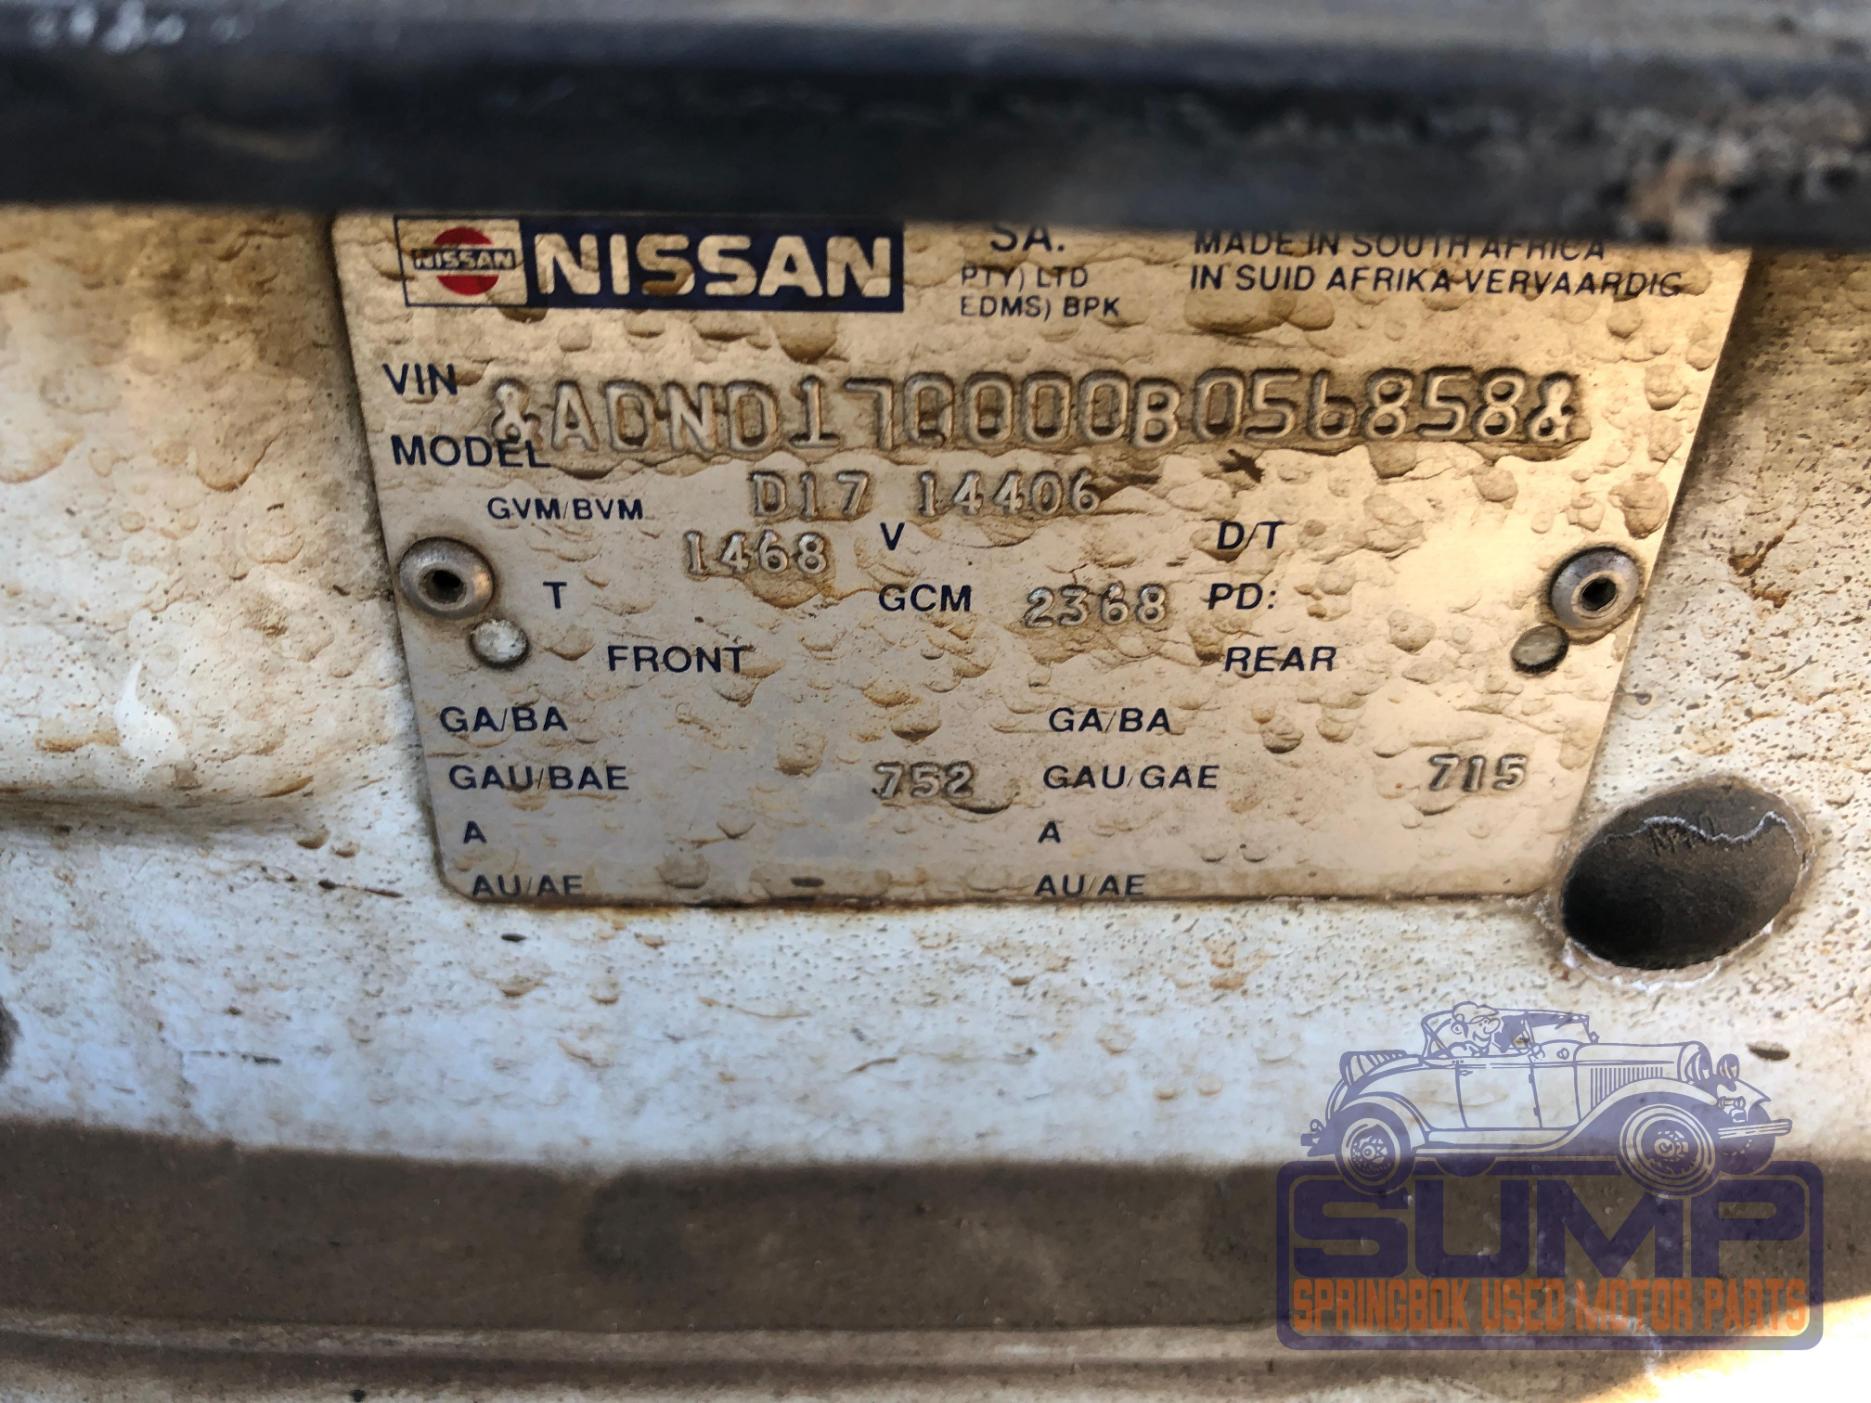 NISSAN NISSAN SA. MADE IN SOUTH AFRICA
PTY) LTD IN SUID AFRIKA VERVAARDIG
EDMS) BPK
VIN &ADND170000B056858&
MODEL D17 14406
GVM/BVM 1468 V D/T
T GCM 2368 PD:
FRONT REAR
GA/BA GA/BA
GAU/BAE 752 GAU/GAE 715
A A
AU/AE AU/AE
SUMP
SPRINGBOK USED MOTOR PARTS